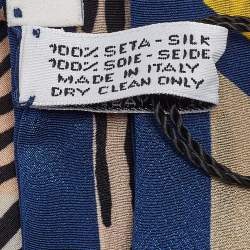 100% SETA - SILK
100% SOIE - SEIDE
MADE IN ITALY
DRY CLEAN ONLY